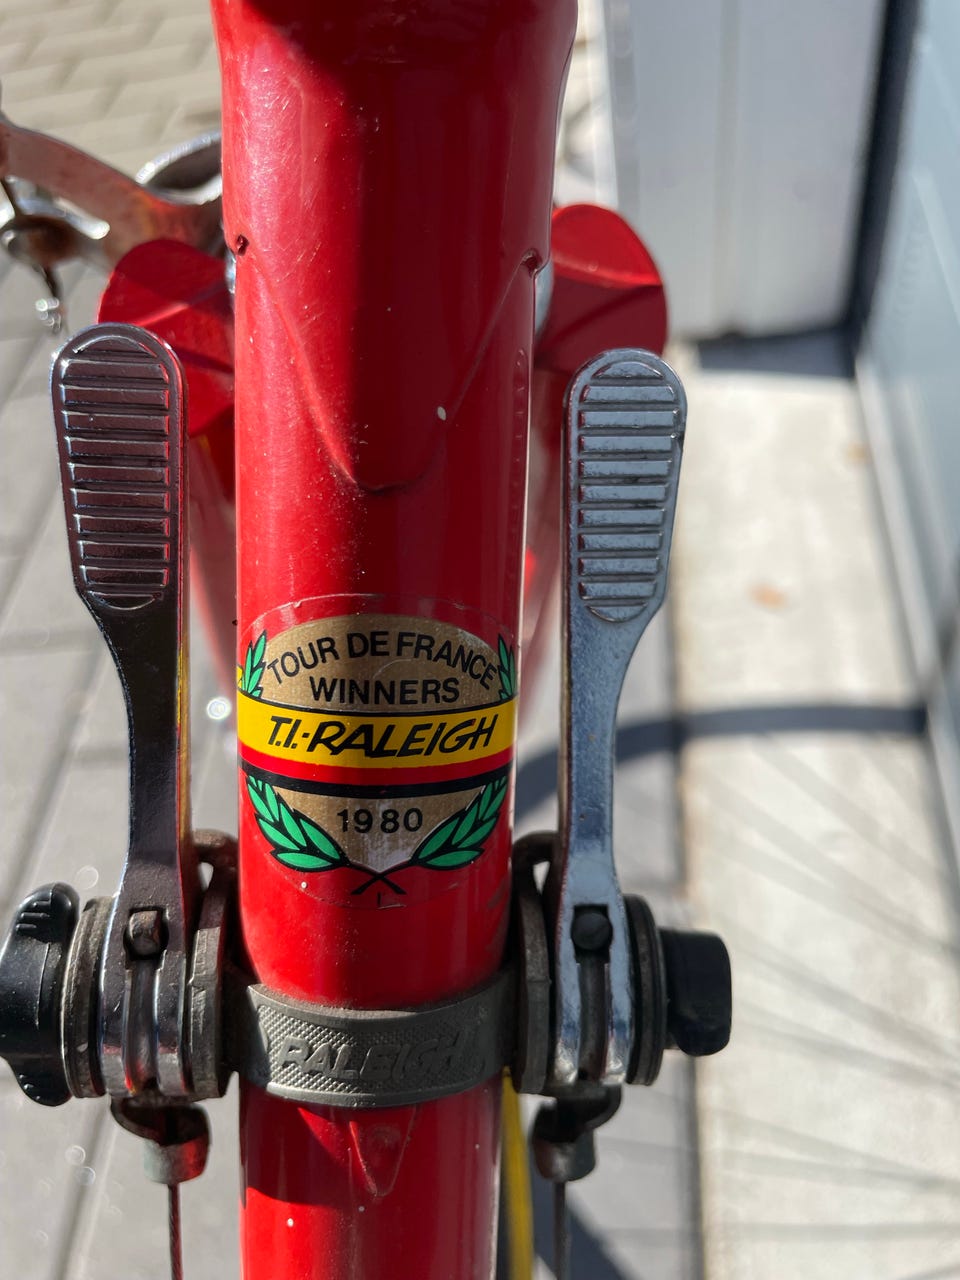 TOUR DE FRANCE
WINNERS
T.I.-RALEIGH
1980
RALEIGH